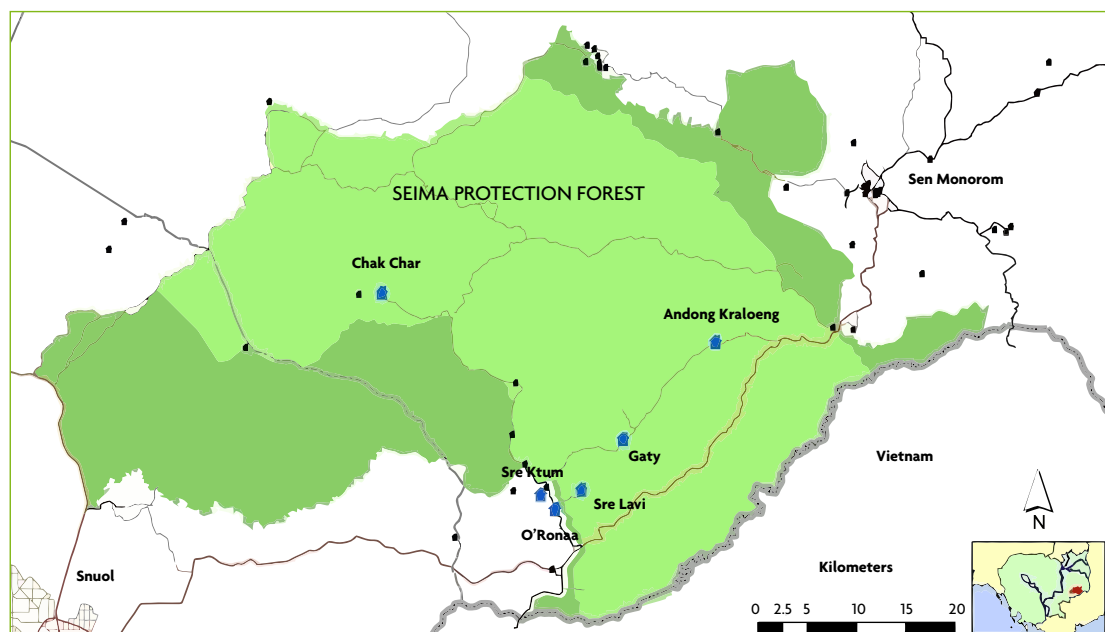 Sen Monorom
SEIMA PROTECTION FOREST
Chak Char
Andong Kraloeng
Gaty
Vietnam
Sre Ktum
Sre Lavi
O'Ronaa
Snuol
Kilometers
N
0 2.5 5 10 15 20